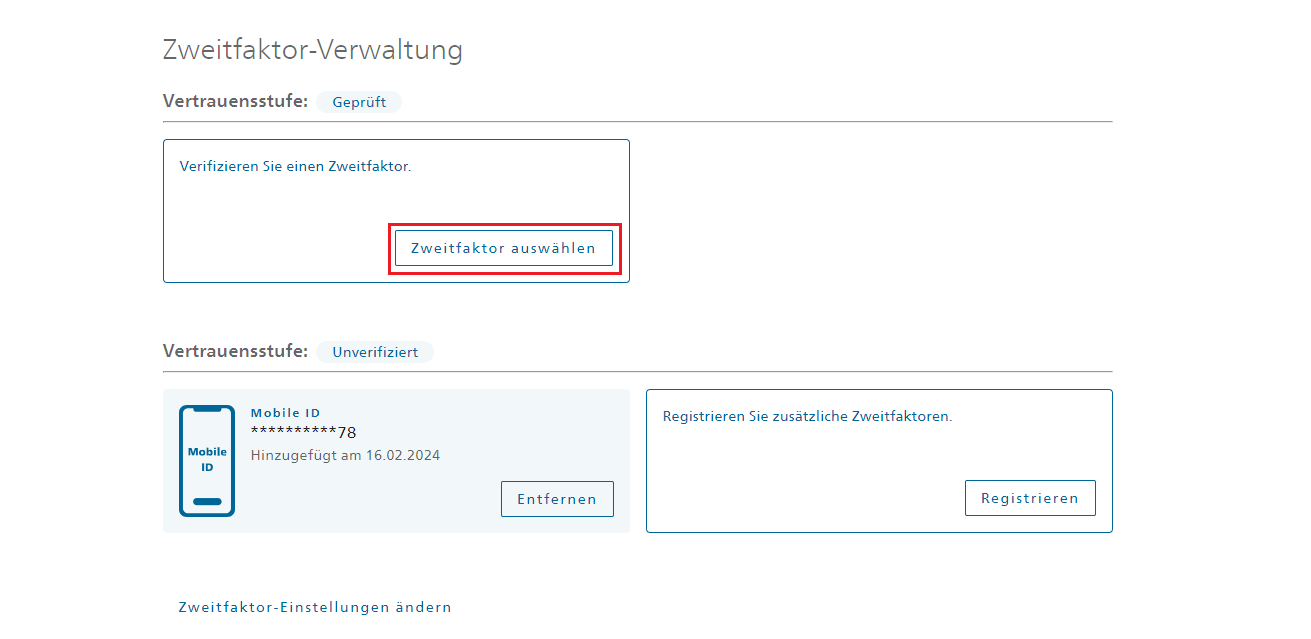 Zweitfaktor-Verwaltung
Vertrauensstufe: Geprüft
Verifizieren Sie einen Zweitfaktor.
Zweitfaktor auswählen
Vertrauensstufe: Unverifiziert
Mobile ID
Mobile ID
**********78
Hinzugefügt am 16.02.2024
Entfernen
Registrieren Sie zusätzliche Zweitfaktoren.
Registrieren
Zweitfaktor-Einstellungen ändern